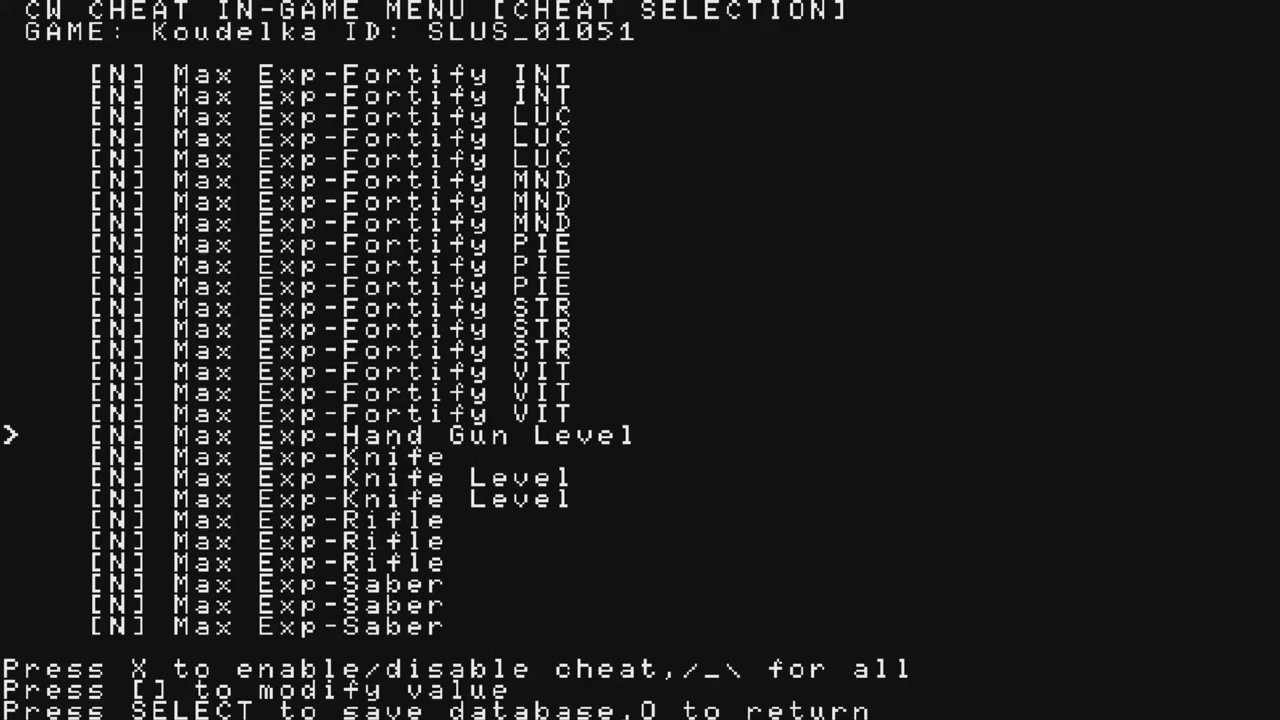 CW CHEAT IN-GAME MENU [CHEAT SELECTION]
GAME: Koudelka ID: SLUS_01051
[N] Max Exp-Fortify INT
[N] Max Exp-Fortify INT
[N] Max Exp-Fortify LUC
[N] Max Exp-Fortify LUC
[N] Max Exp-Fortify LUC
[N] Max Exp-Fortify MND
[N] Max Exp-Fortify MND
[N] Max Exp-Fortify MND
[N] Max Exp-Fortify PIE
[N] Max Exp-Fortify PIE
[N] Max Exp-Fortify PIE
[N] Max Exp-Fortify STR
[N] Max Exp-Fortify STR
[N] Max Exp-Fortify STR
[N] Max Exp-Fortify VIT
[N] Max Exp-Fortify VIT
[N] Max Exp-Fortify VIT
> [N] Max Exp-Hand Gun Level
[N] Max Exp-Knife
[N] Max Exp-Knife Level
[N] Max Exp-Knife Level
[N] Max Exp-Rifle
[N] Max Exp-Rifle
[N] Max Exp-Rifle
[N] Max Exp-Saber
[N] Max Exp-Saber
[N] Max Exp-Saber
Press X to enable/disable cheat,/_\ for all
Press [] to modify value
Press SELECT to save database,O to return